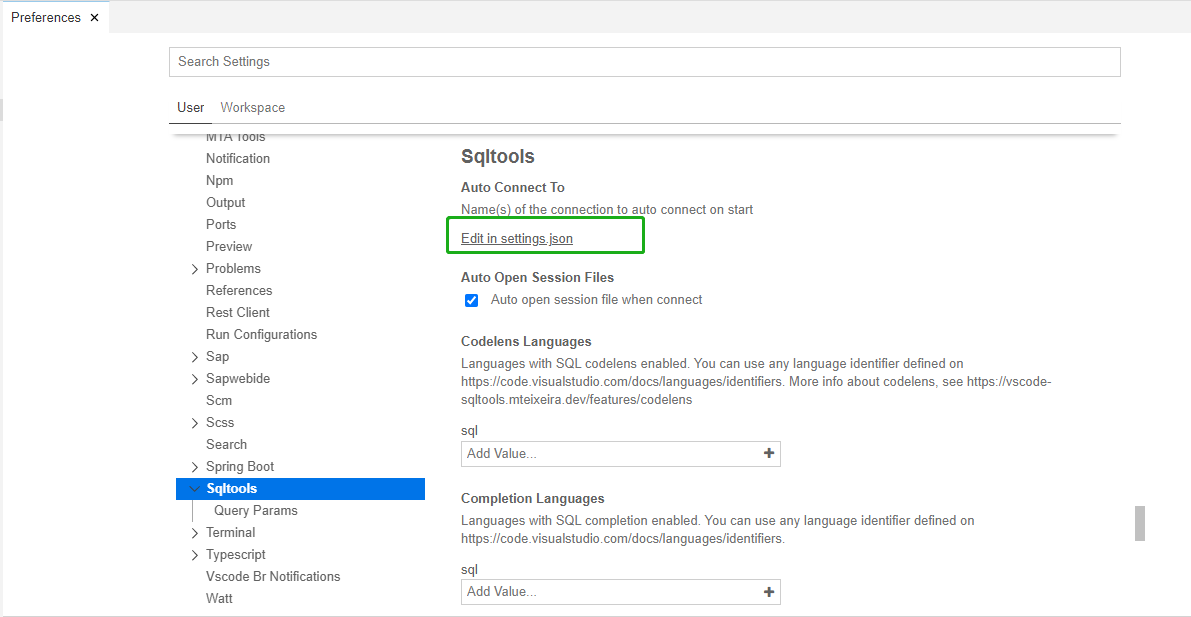 Preferences ×
Search Settings
User Workspace
MTA Tools
Notification
Npm
Output
Ports
Preview
Problems
References
Rest Client
Run Configurations
Sap
Sapwebide
Scm
Scss
Search
Spring Boot
Sqltools
Query Params
Terminal
Typescript
Vscode Br Notifications
Watt
Sqltools
Auto Connect To
Name(s) of the connection to auto connect on start
Edit in settings.json
Auto Open Session Files
Auto open session file when connect
Codelens Languages
Languages with SQL codelens enabled. You can use any language identifier defined on
https://code.visualstudio.com/docs/languages/identifiers. More info about codelens, see https://vscode-
sqltools.mteixeira.dev/features/codelens
sql
Add Value...
Completion Languages
Languages with SQL completion enabled. You can use any language identifier defined on
https://code.visualstudio.com/docs/languages/identifiers.
sql
Add Value...